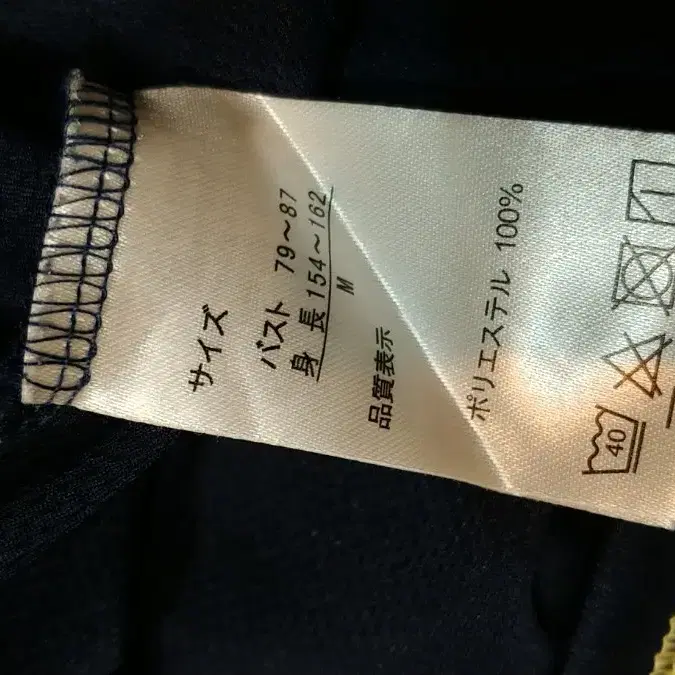 サイズ
バスト 79～87
身 長 154～162
M
品質表示
ポリエステル 100%
40